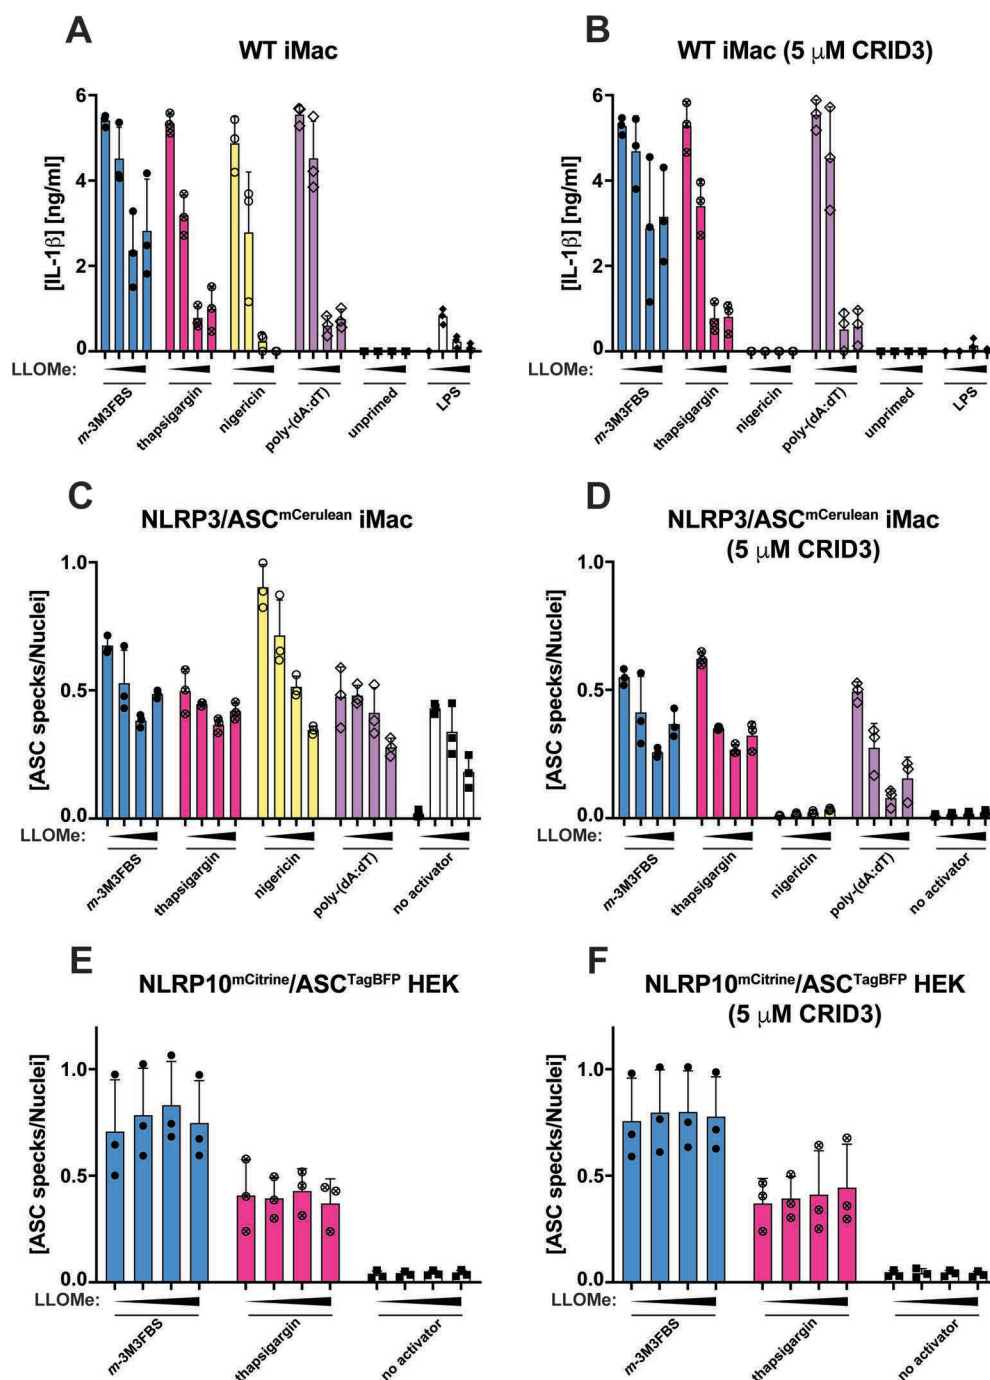 A
WT iMac
[IL-1β] [ng/ml]
6
4
2
0
LLOMe:
m-3M3FBS
thapsigargin
nigericin
poly-(dA:dT)
unprimed
LPS
B
WT iMac (5 μM CRID3)
[IL-1β] [ng/ml]
6
4
2
0
m-3M3FBS
thapsigargin
nigericin
poly-(dA:dT)
unprimed
LPS
C
NLRP3/ASCmCerulean iMac
[ASC specks/Nuclei]
1.0
0.5
0.0
LLOMe:
m-3M3FBS
thapsigargin
nigericin
poly-(dA:dT)
no activator
D
NLRP3/ASCmCerulean iMac
(5 μM CRID3)
[ASC specks/Nuclei]
1.0
0.5
0.0
LLOMe:
m-3M3FBS
thapsigargin
nigericin
poly-(dA:dT)
no activator
E
NLRP10mCitrine/ASCTagBFP HEK
[ASC specks/Nuclei]
1.0
0.5
0.0
LLOMe:
m-3M3FBS
thapsigargin
no activator
F
NLRP10mCitrine/ASCTagBFP HEK
(5 μM CRID3)
[ASC specks/Nuclei]
1.0
0.5
0.0
LLOMe:
m-3M3FBS
thapsigargin
no activator